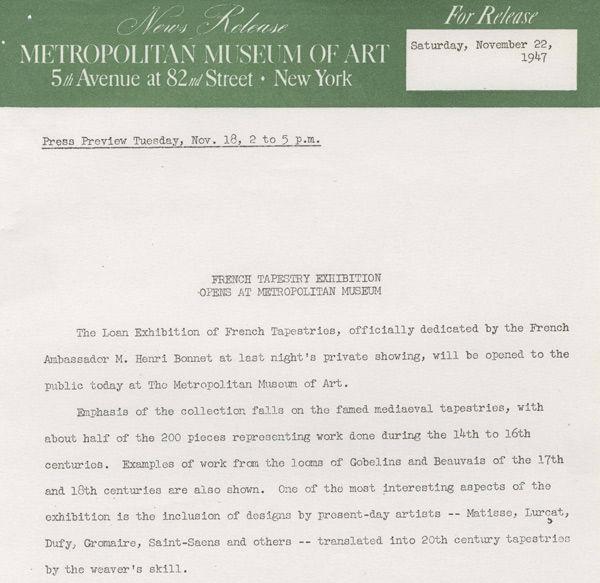 News Release
METROPOLITAN MUSEUM OF ART
5th Avenue at 82nd Street • New York
For Release
Saturday, November 22,
1947
Press Preview Tuesday, Nov. 18, 2 to 5 p.m.
FRENCH TAPESTRY EXHIBITION
OPENS AT METROPOLITAN MUSEUM
The Loan Exhibition of French Tapestries, officially dedicated by the French
Ambassador M. Henri Bonnet at last night's private showing, will be opened to the
public today at The Metropolitan Museum of Art.
Emphasis of the collection falls on the famed mediaeval tapestries, with
about half of the 200 pieces representing work done during the 14th to 16th
centuries. Examples of work from the looms of Gobelins and Beauvais of the 17th
and 18th centuries are also shown. One of the most interesting aspects of the
exhibition is the inclusion of designs by present-day artists -- Matisse, Lurçat,
Dufy, Gromaire, Saint-Saens and others -- translated into 20th century tapestries
by the weaver's skill.